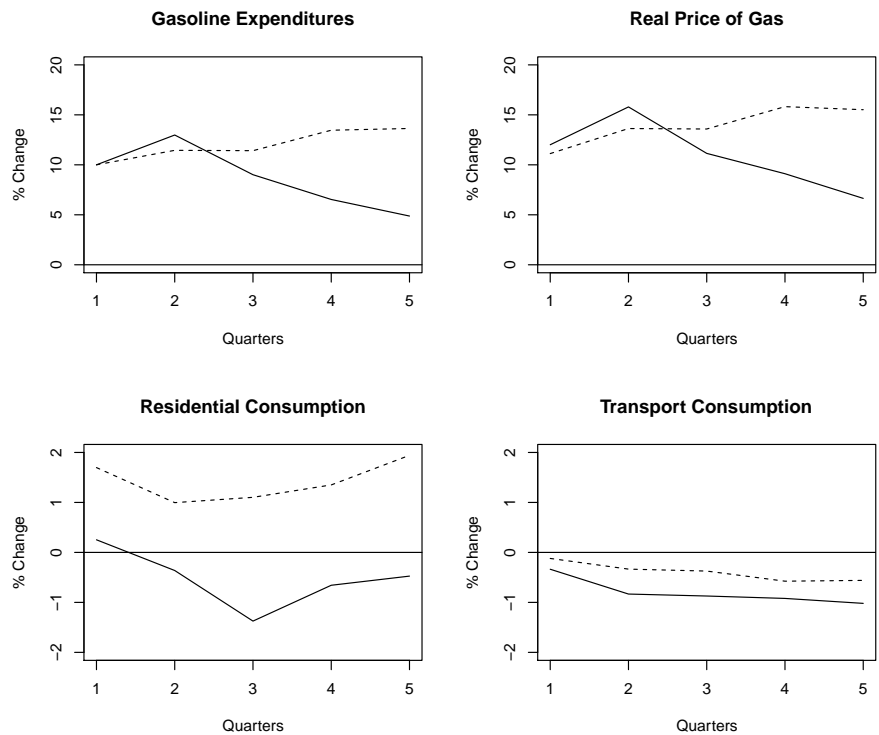 Gasoline Expenditures
% Change
20
15
10
5
0
1 2 3 4 5
Quarters
Real Price of Gas
% Change
20
15
10
5
0
1 2 3 4 5
Quarters
Residential Consumption
% Change
2
1
0
−1
−2
1 2 3 4 5
Quarters
Transport Consumption
% Change
2
1
0
−1
−2
1 2 3 4 5
Quarters